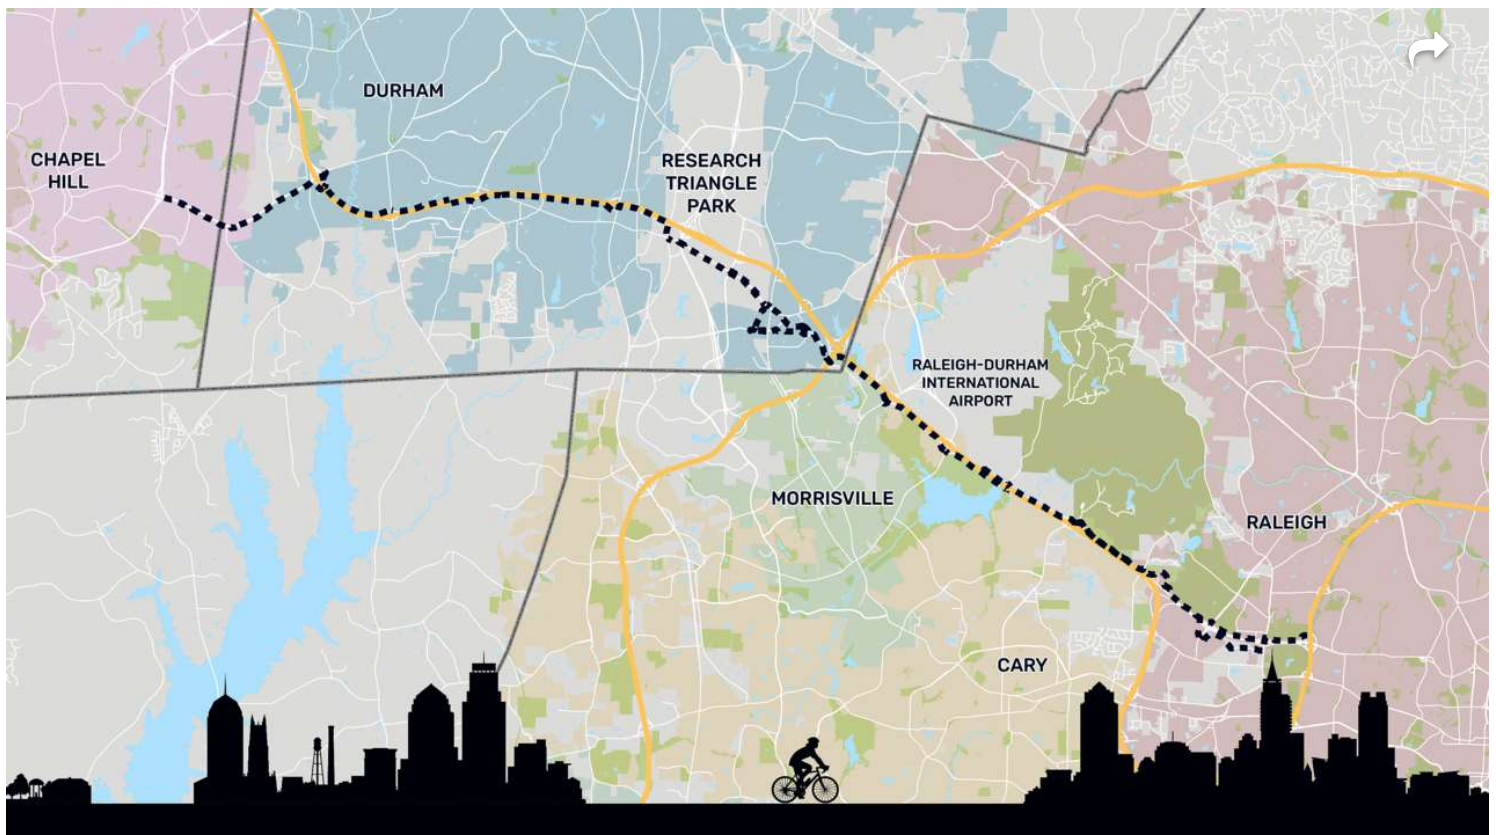 DURHAM
CHAPEL
HILL
RESEARCH
TRIANGLE
PARK
RALEIGH-DURHAM
INTERNATIONAL
AIRPORT
MORRISVILLE
RALEIGH
CARY